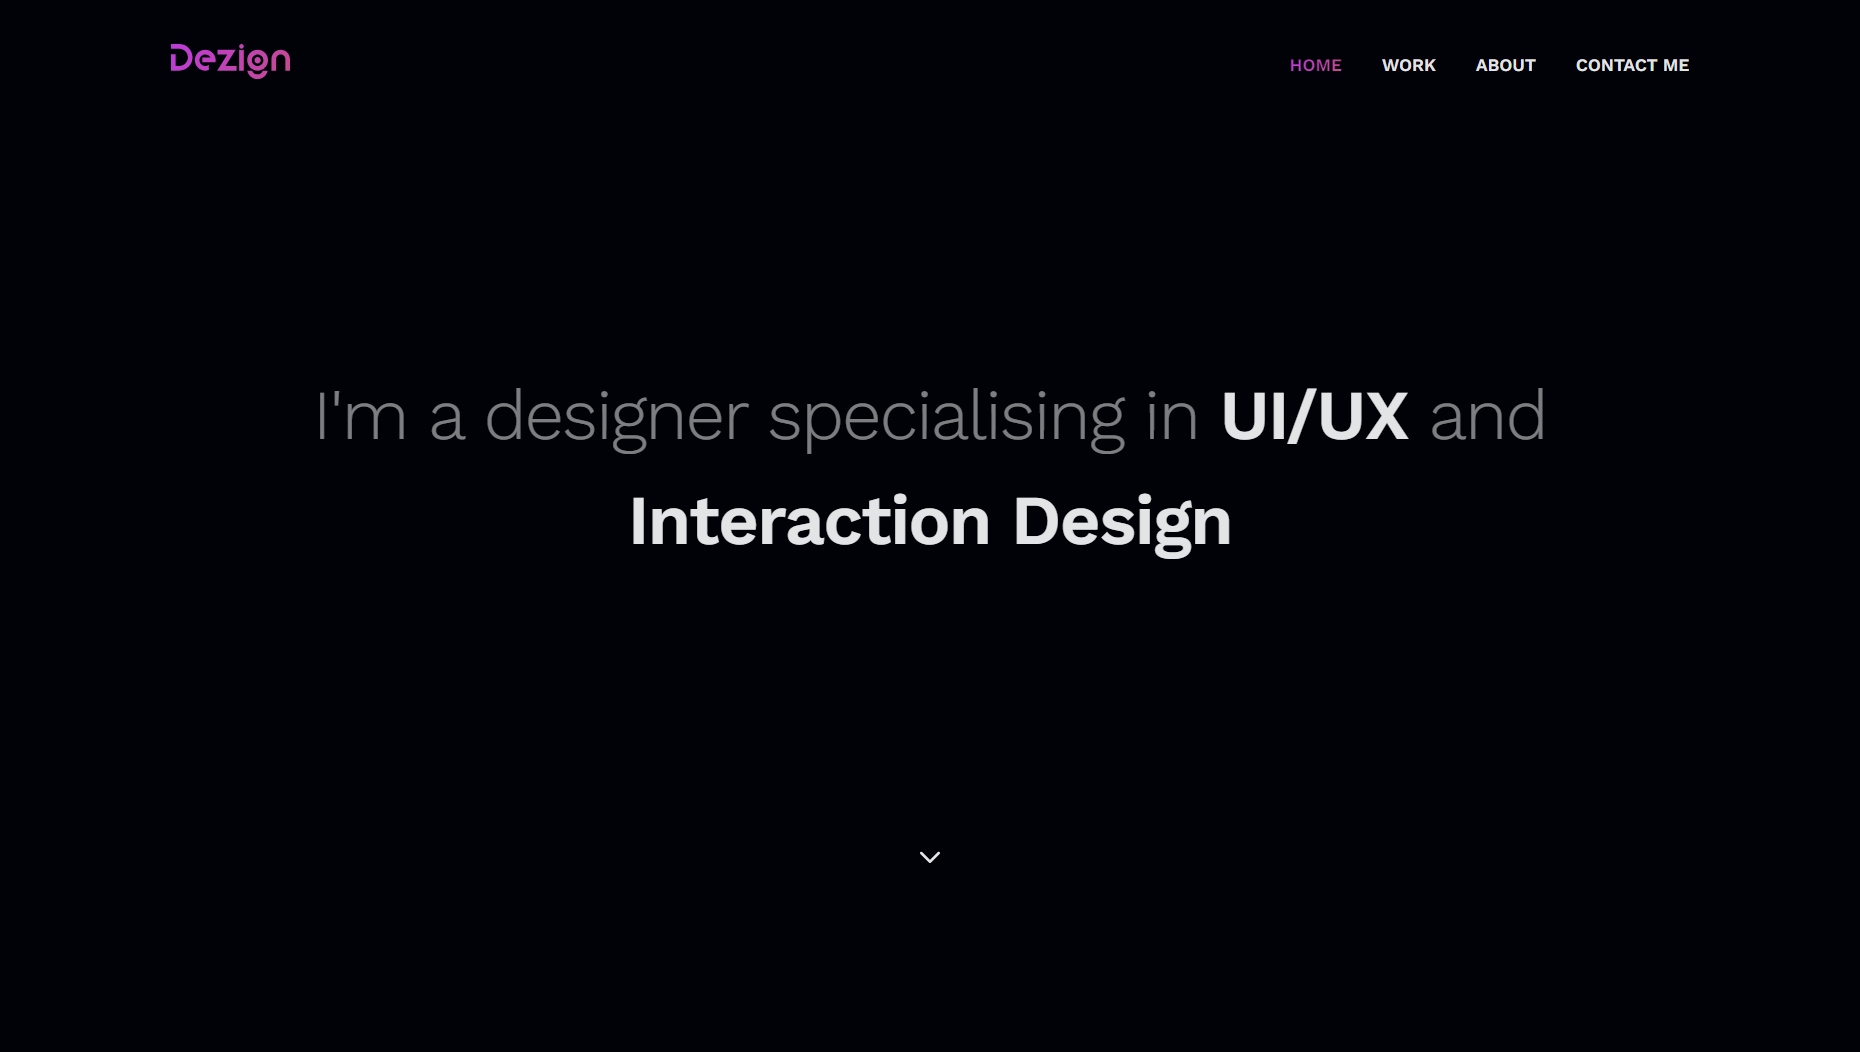 Dezign
HOME WORK ABOUT CONTACT ME
I'm a designer specialising in UI/UX and
Interaction Design